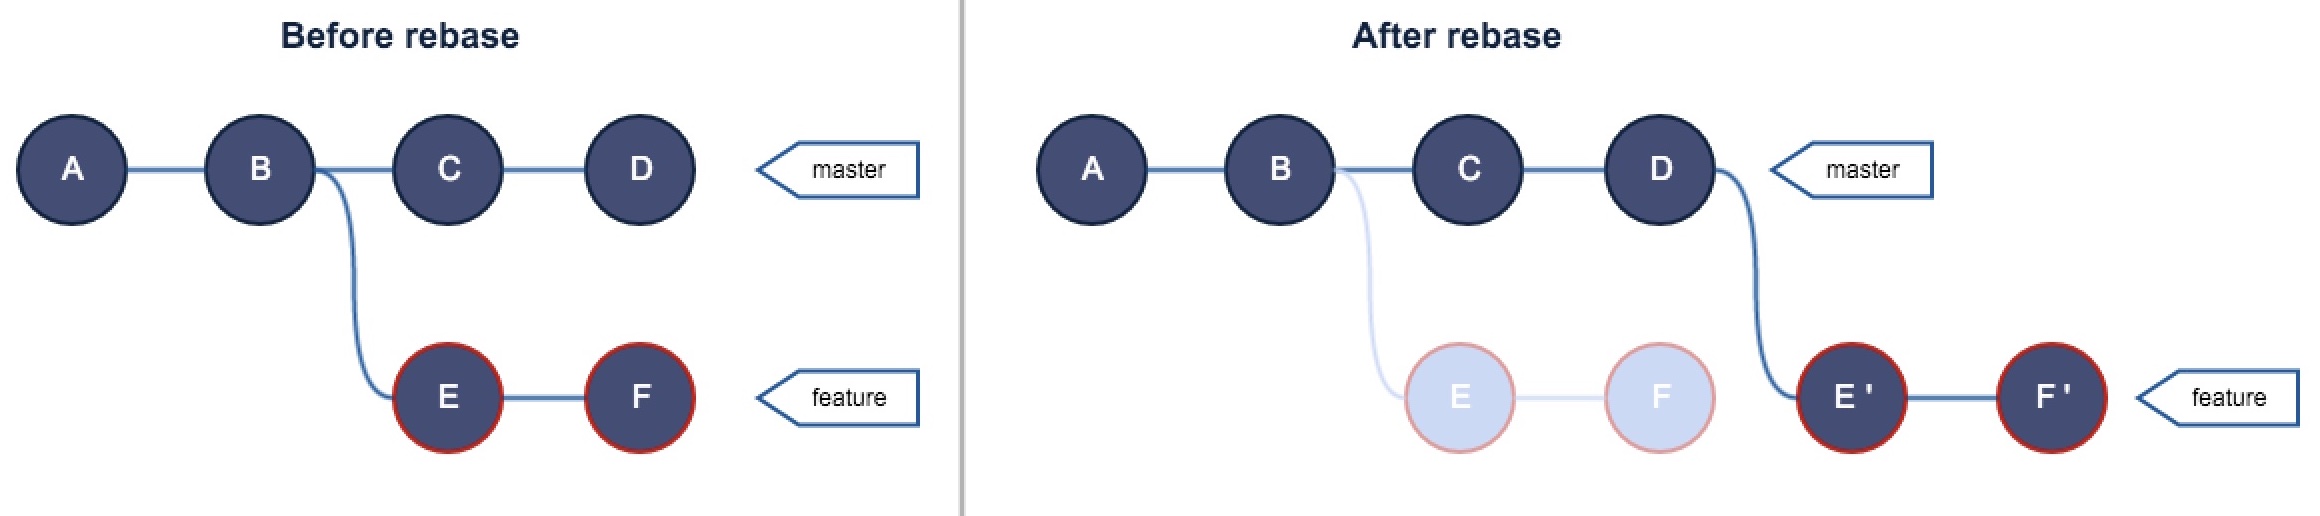 Before rebase
A
B
C
D
master
E
F
feature
After rebase
A
B
C
D
master
E
F
E '
F '
feature